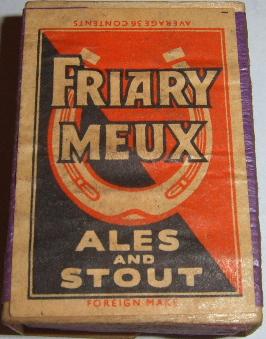 AVERAGE 36 CONTENTS
FRIARY
MEUX
ALES
AND
STOUT
FOREIGN MAKE